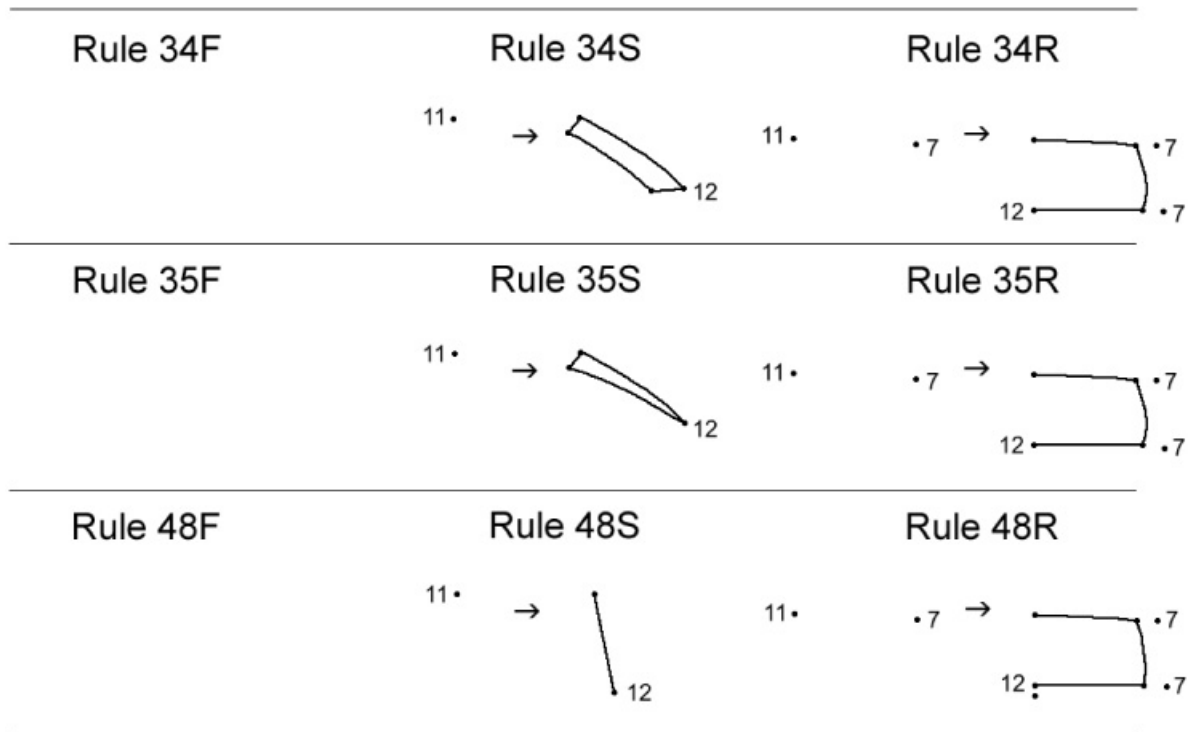 Rule 34F Rule 34S Rule 34R
11 → 12 11 7 → 7
12 7
Rule 35F Rule 35S Rule 35R
11 → 12 11 7 → 7
12 7
Rule 48F Rule 48S Rule 48R
11 → 12 11 7 → 7
12 7